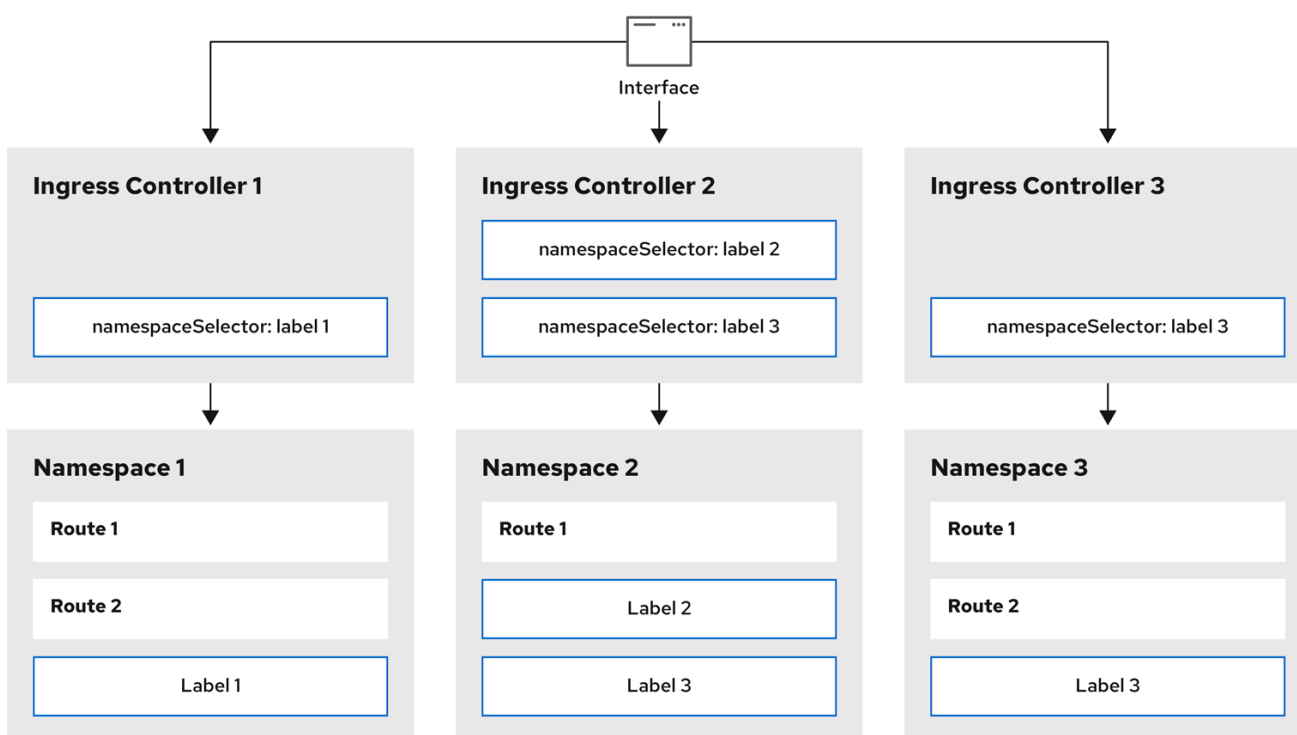 Interface
Ingress Controller 1
namespaceSelector: label 1
Ingress Controller 2
namespaceSelector: label 2
namespaceSelector: label 3
Ingress Controller 3
namespaceSelector: label 3
Namespace 1
Route 1
Route 2
Label 1
Namespace 2
Route 1
Label 2
Label 3
Namespace 3
Route 1
Route 2
Label 3